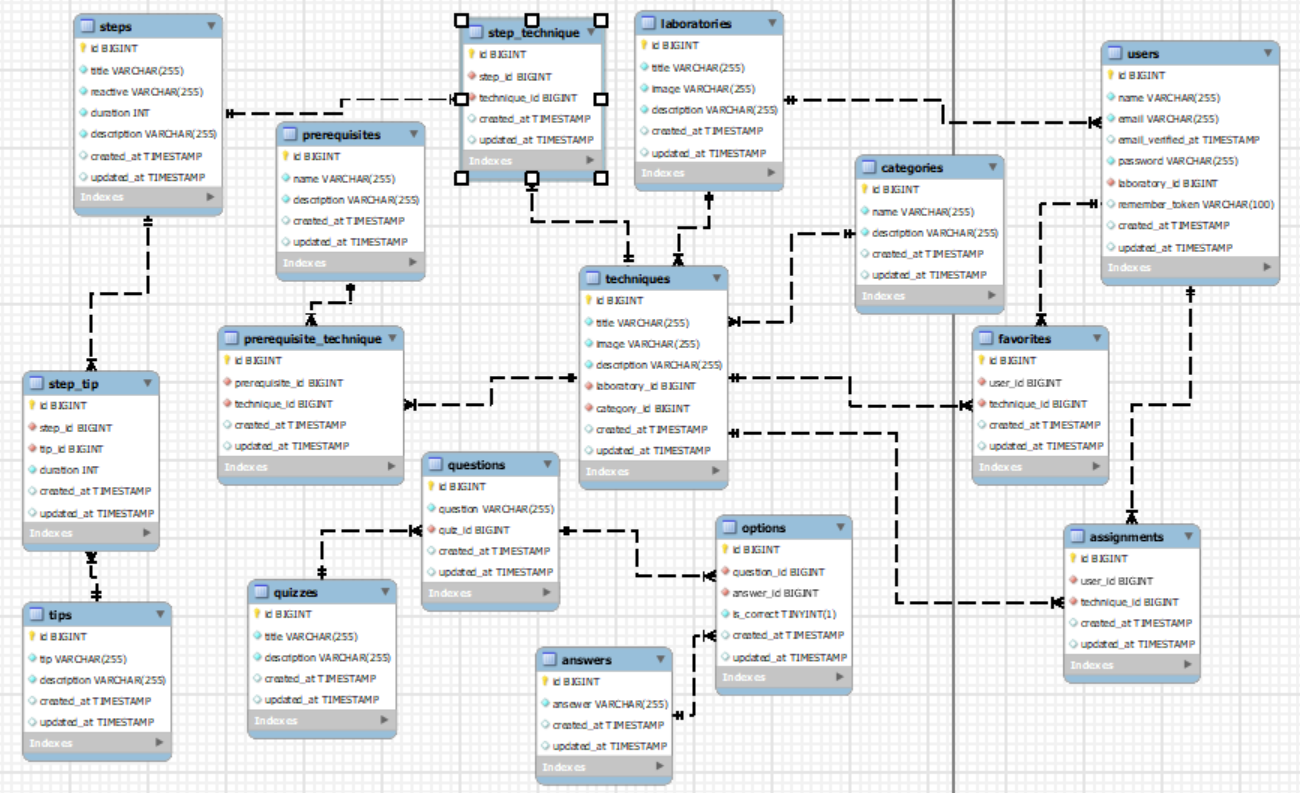 steps
id BIGINT
title VARCHAR(255)
reactive VARCHAR(255)
duration INT
description VARCHAR(255)
created_at TIMESTAMP
updated_at TIMESTAMP
Indexes
step_technique
id BIGINT
step_id BIGINT
technique_id BIGINT
created_at TIMESTAMP
updated_at TIMESTAMP
Indexes
laboratories
id BIGINT
title VARCHAR(255)
image VARCHAR(255)
description VARCHAR(255)
created_at TIMESTAMP
updated_at TIMESTAMP
Indexes
users
id BIGINT
name VARCHAR(255)
email VARCHAR(255)
email_verified_at TIMESTAMP
password VARCHAR(255)
laboratory_id BIGINT
remember_token VARCHAR(100)
created_at TIMESTAMP
updated_at TIMESTAMP
Indexes
prerequisites
id BIGINT
name VARCHAR(255)
description VARCHAR(255)
created_at TIMESTAMP
updated_at TIMESTAMP
Indexes
categories
id BIGINT
name VARCHAR(255)
description VARCHAR(255)
created_at TIMESTAMP
updated_at TIMESTAMP
Indexes
techniques
id BIGINT
title VARCHAR(255)
image VARCHAR(255)
description VARCHAR(255)
laboratory_id BIGINT
category_id BIGINT
created_at TIMESTAMP
updated_at TIMESTAMP
Indexes
prerequisite_technique
id BIGINT
prerequisite_id BIGINT
technique_id BIGINT
created_at TIMESTAMP
updated_at TIMESTAMP
Indexes
favorites
id BIGINT
user_id BIGINT
technique_id BIGINT
created_at TIMESTAMP
updated_at TIMESTAMP
Indexes
step_tip
id BIGINT
step_id BIGINT
tip_id BIGINT
duration INT
created_at TIMESTAMP
updated_at TIMESTAMP
Indexes
questions
id BIGINT
question VARCHAR(255)
quiz_id BIGINT
created_at TIMESTAMP
updated_at TIMESTAMP
Indexes
options
id BIGINT
question_id BIGINT
answer_id BIGINT
is_correct TINYINT(1)
created_at TIMESTAMP
updated_at TIMESTAMP
Indexes
assignments
id BIGINT
user_id BIGINT
technique_id BIGINT
created_at TIMESTAMP
updated_at TIMESTAMP
Indexes
quizzes
id BIGINT
title VARCHAR(255)
description VARCHAR(255)
created_at TIMESTAMP
updated_at TIMESTAMP
Indexes
tips
id BIGINT
tip VARCHAR(255)
description VARCHAR(255)
created_at TIMESTAMP
updated_at TIMESTAMP
Indexes
answers
id BIGINT
ansewer VARCHAR(255)
created_at TIMESTAMP
updated_at TIMESTAMP
Indexes